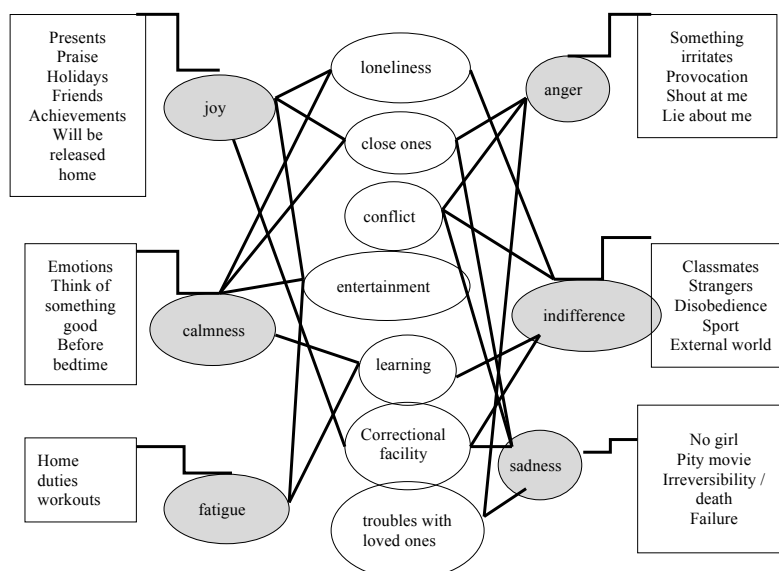 Presents
Praise
Holidays
Friends
Achievements
Will be
released
home
joy
loneliness
close ones
conflict
anger
Something
irritates
Provocation
Shout at me
Lie about me
Emotions
Think of
something
good
Before
bedtime
calmness
entertainment
learning
indifference
Classmates
Strangers
Disobedience
Sport
External world
Home
duties
workouts
fatigue
Correctional
facility
troubles with
loved ones
sadness
No girl
Pity movie
Irreversibility /
death
Failure